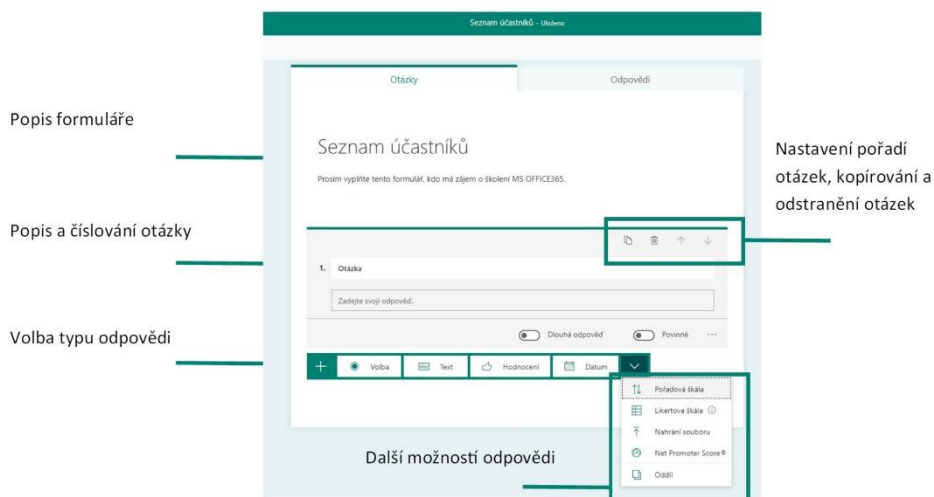 Seznam účastníků - Uloženo
Otázky
Odpovědi
Popis formuláře
Seznam účastníků
Prosím vyplňte tento formulář, kdo má zájem o školení MS OFFICE365.
Nastavení pořadí
otázek, kopírování a
odstranění otázek
Popis a číslování otázky
1. Otázka
Zadejte svoji odpověď.
Volba typu odpovědi
Dlouhá odpověď
Povinné
Volba
Abc Text
Hodnocení
Datum
Pořadová škála
Likertova škála
Nahrání souboru
Net Promoter Score®
Oddíl
Další možnosti odpovědi